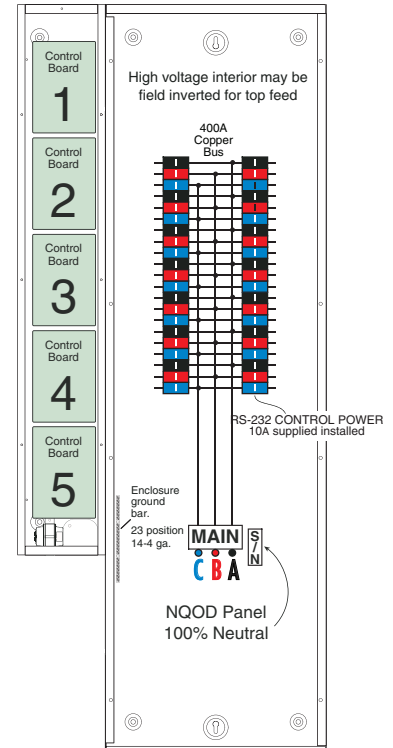 Control
Board
1
Control
Board
2
Control
Board
3
Control
Board
4
Control
Board
5
High voltage interior may be
field inverted for top feed
400A
Copper
Bus
RS-232 CONTROL POWER
10A supplied installed
Enclosure
ground
bar.
23 position
14-4 ga.
MAIN
S/N
C B A
NQOD Panel
100% Neutral